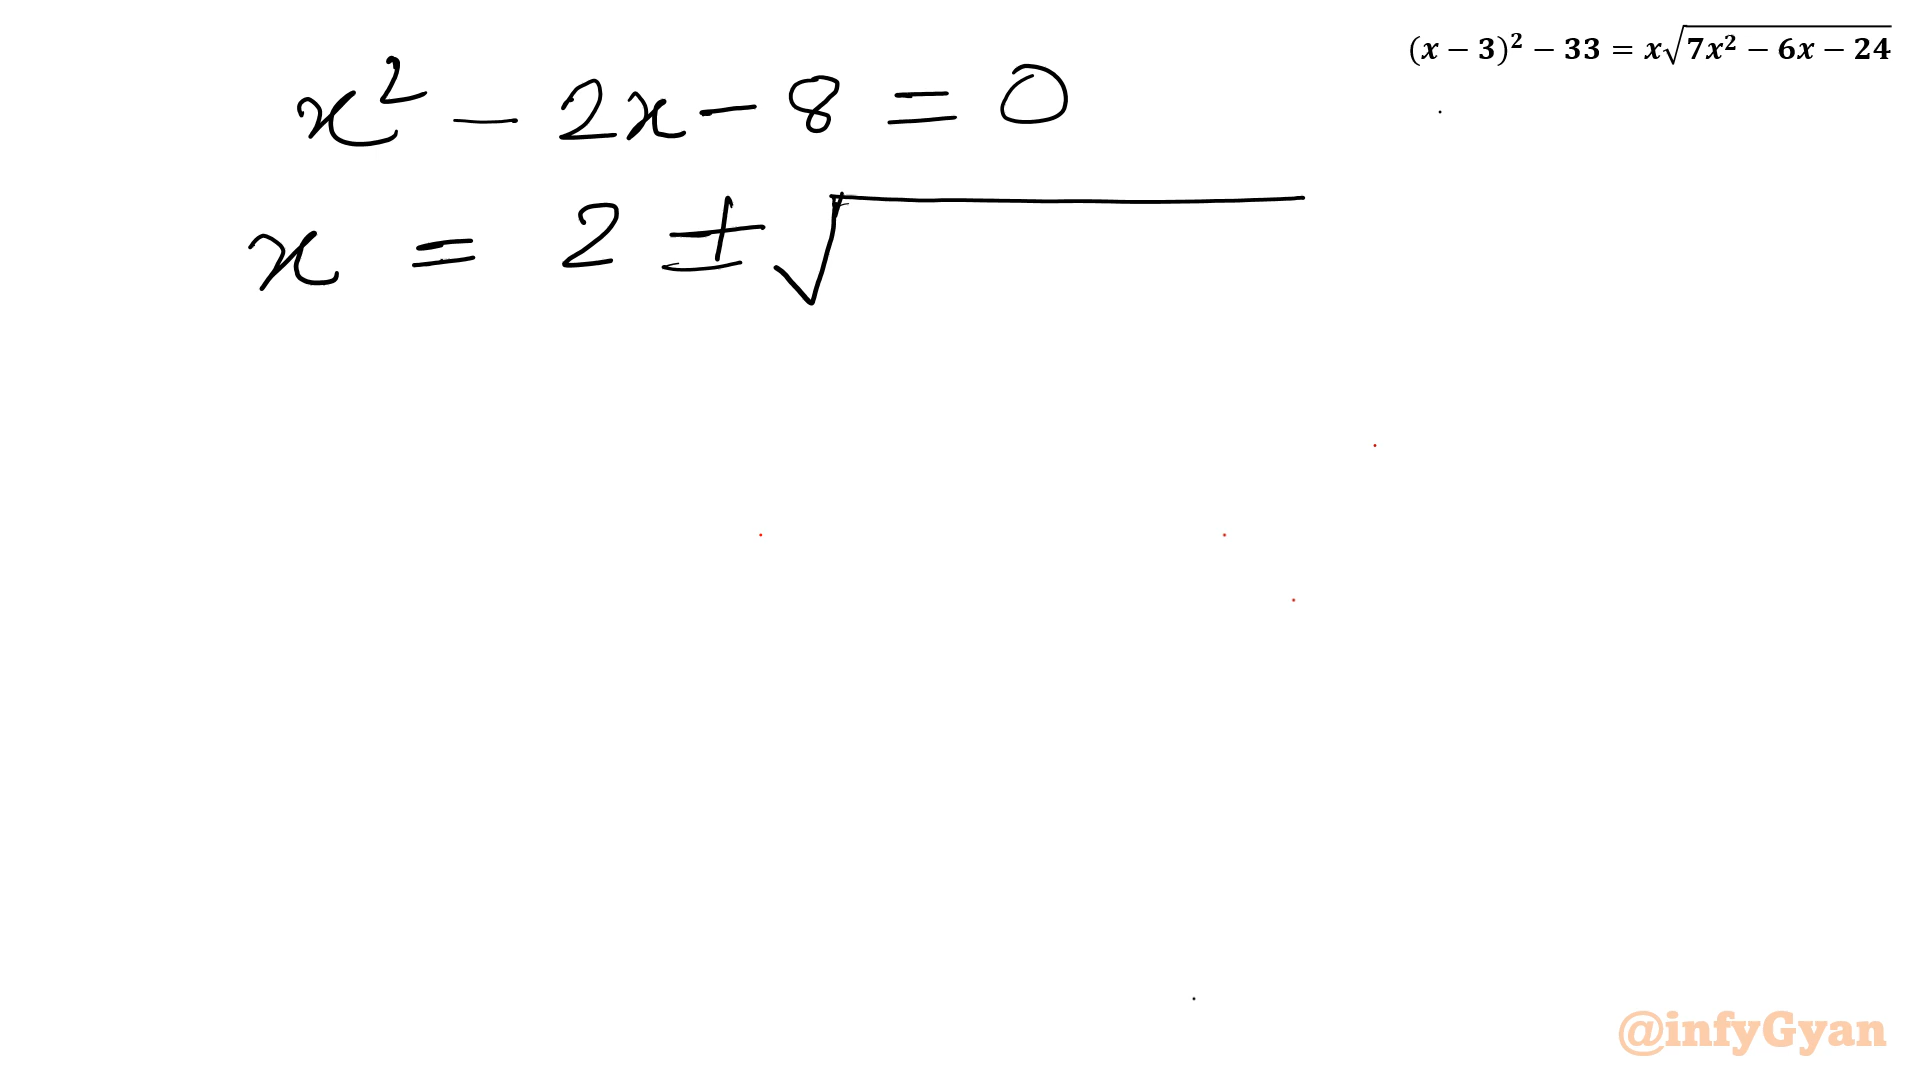 (x − 3)² − 33 = x√(7x² − 6x − 24)
x² − 2x − 8 = 0
x = 2 ± √
@infyGyan